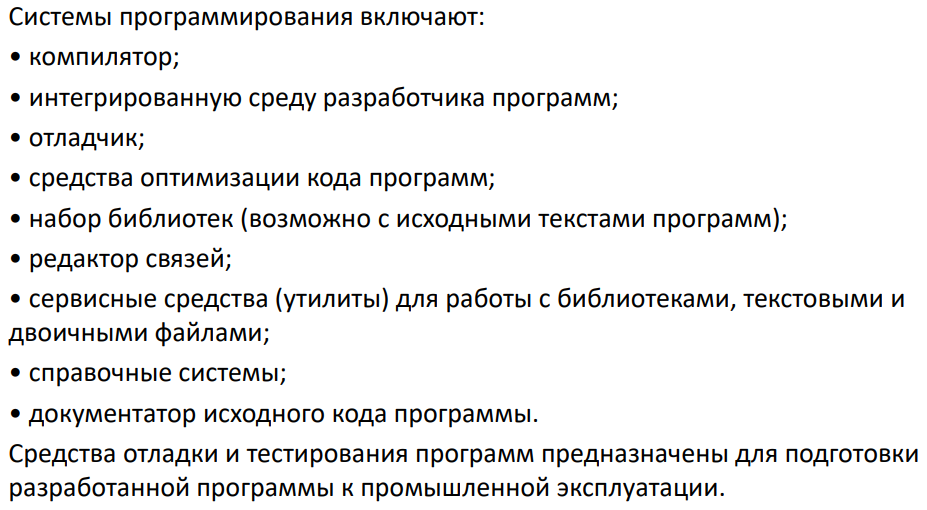 Системы программирования включают:
• компилятор;
• интегрированную среду разработчика программ;
• отладчик;
• средства оптимизации кода программ;
• набор библиотек (возможно с исходными текстами программ);
• редактор связей;
• сервисные средства (утилиты) для работы с библиотеками, текстовыми и
двоичными файлами;
• справочные системы;
• документатор исходного кода программы.
Средства отладки и тестирования программ предназначены для подготовки
разработанной программы к промышленной эксплуатации.